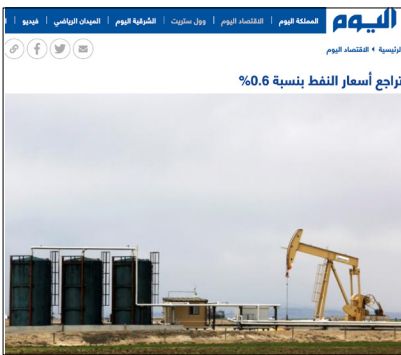 اليوم
المملكة اليوم | الاقتصاد اليوم | وول ستريت | الشرقية اليوم | الميدان الرياضي | فيديو |
الرئيسية الاقتصاد اليوم
تراجع أسعار النفط بنسبة 0.6%